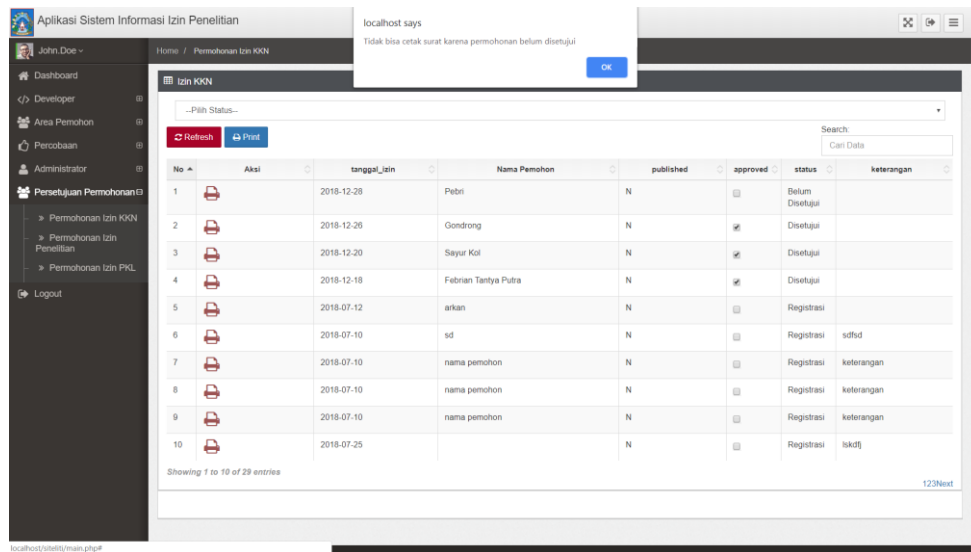 Aplikasi Sistem Informasi Izin Penelitian
localhost says
Tidak bisa cetak surat karena permohonan belum disetujui
OK
John.Doe
Home / Permohonan Izin KKN
Dashboard
Developer
Area Pemohon
Percobaan
Administrator
Persetujuan Permohonan
» Permohonan Izin KKN
» Permohonan Izin
Penelitian
» Permohonan Izin PKL
Logout
Izin KKN
--Pilih Status--
Refresh Print
Search:
Cari Data
No Aksi tanggal_izin Nama Pemohon published approved status keterangan
1 2018-12-28 Pebri N Belum
Disetujui
2 2018-12-26 Gondrong N Disetujui
3 2018-12-20 Sayur Kol N Disetujui
4 2018-12-18 Febrian Tantya Putra N Disetujui
5 2018-07-12 arkan N Registrasi
6 2018-07-10 sd N Registrasi sdfsd
7 2018-07-10 nama pemohon N Registrasi keterangan
8 2018-07-10 nama pemohon N Registrasi keterangan
9 2018-07-10 nama pemohon N Registrasi keterangan
10 2018-07-25 N Registrasi lskdfj
Showing 1 to 10 of 29 entries
123Next
localhost/siteliti/main.php#